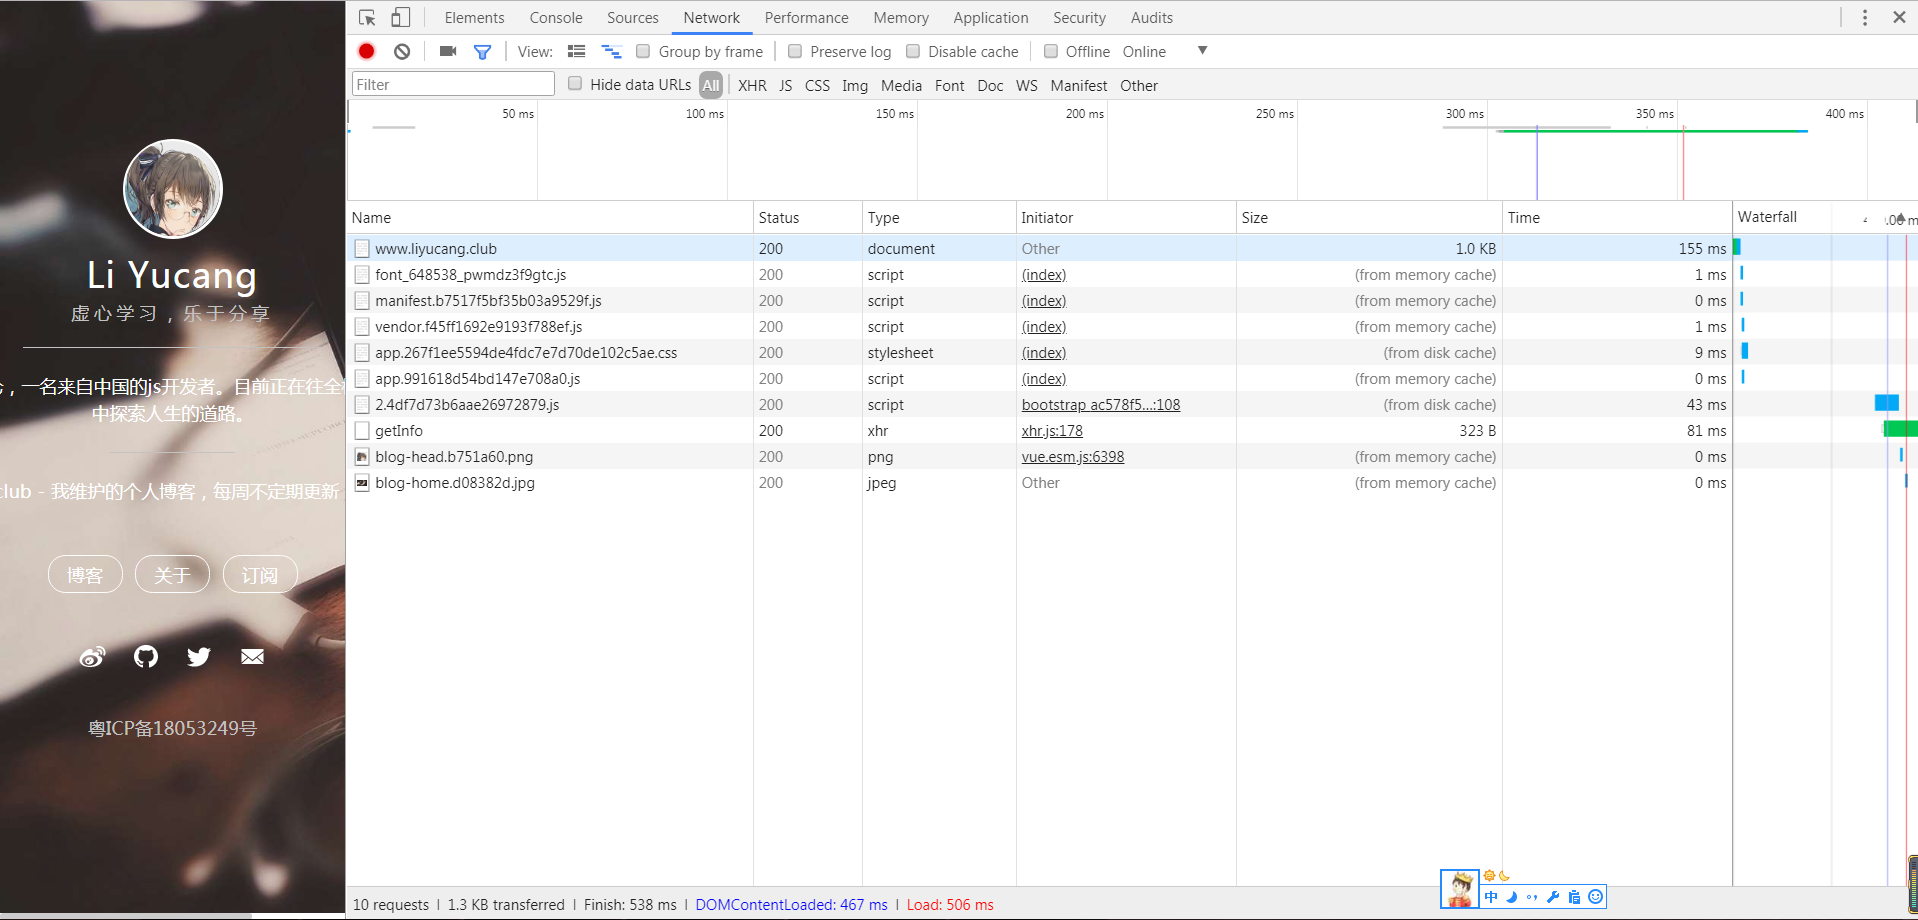 Li Yucang
虚心学习，乐于分享
，一名来自中国的js开发者。目前正在往全
中探索人生的道路。
club - 我维护的个人博客，每周不定期更新
博客 关于 订阅
粤ICP备18053249号
Elements Console Sources Network Performance Memory Application Security Audits
View: Group by frame Preserve log Disable cache Offline Online
Filter Hide data URLs All XHR JS CSS Img Media Font Doc WS Manifest Other
50 ms 100 ms 150 ms 200 ms 250 ms 300 ms 350 ms 400 ms
Name Status Type Initiator Size Time Waterfall .00 m
www.liyucang.club 200 document Other 1.0 KB 155 ms
font_648538_pwmdz3f9gtc.js 200 script (index) (from memory cache) 1 ms
manifest.b7517f5bf35b03a9529f.js 200 script (index) (from memory cache) 0 ms
vendor.f45ff1692e9193f788ef.js 200 script (index) (from memory cache) 1 ms
app.267f1ee5594de4fdc7e7d70de102c5ae.css 200 stylesheet (index) (from disk cache) 9 ms
app.991618d54bd147e708a0.js 200 script (index) (from memory cache) 0 ms
2.4df7d73b6aae26972879.js 200 script bootstrap ac578f5…:108 (from disk cache) 43 ms
getInfo 200 xhr xhr.js:178 323 B 81 ms
blog-head.b751a60.png 200 png vue.esm.js:6398 (from memory cache) 0 ms
blog-home.d08382d.jpg 200 jpeg Other (from memory cache) 0 ms
10 requests | 1.3 KB transferred | Finish: 538 ms | DOMContentLoaded: 467 ms | Load: 506 ms
中